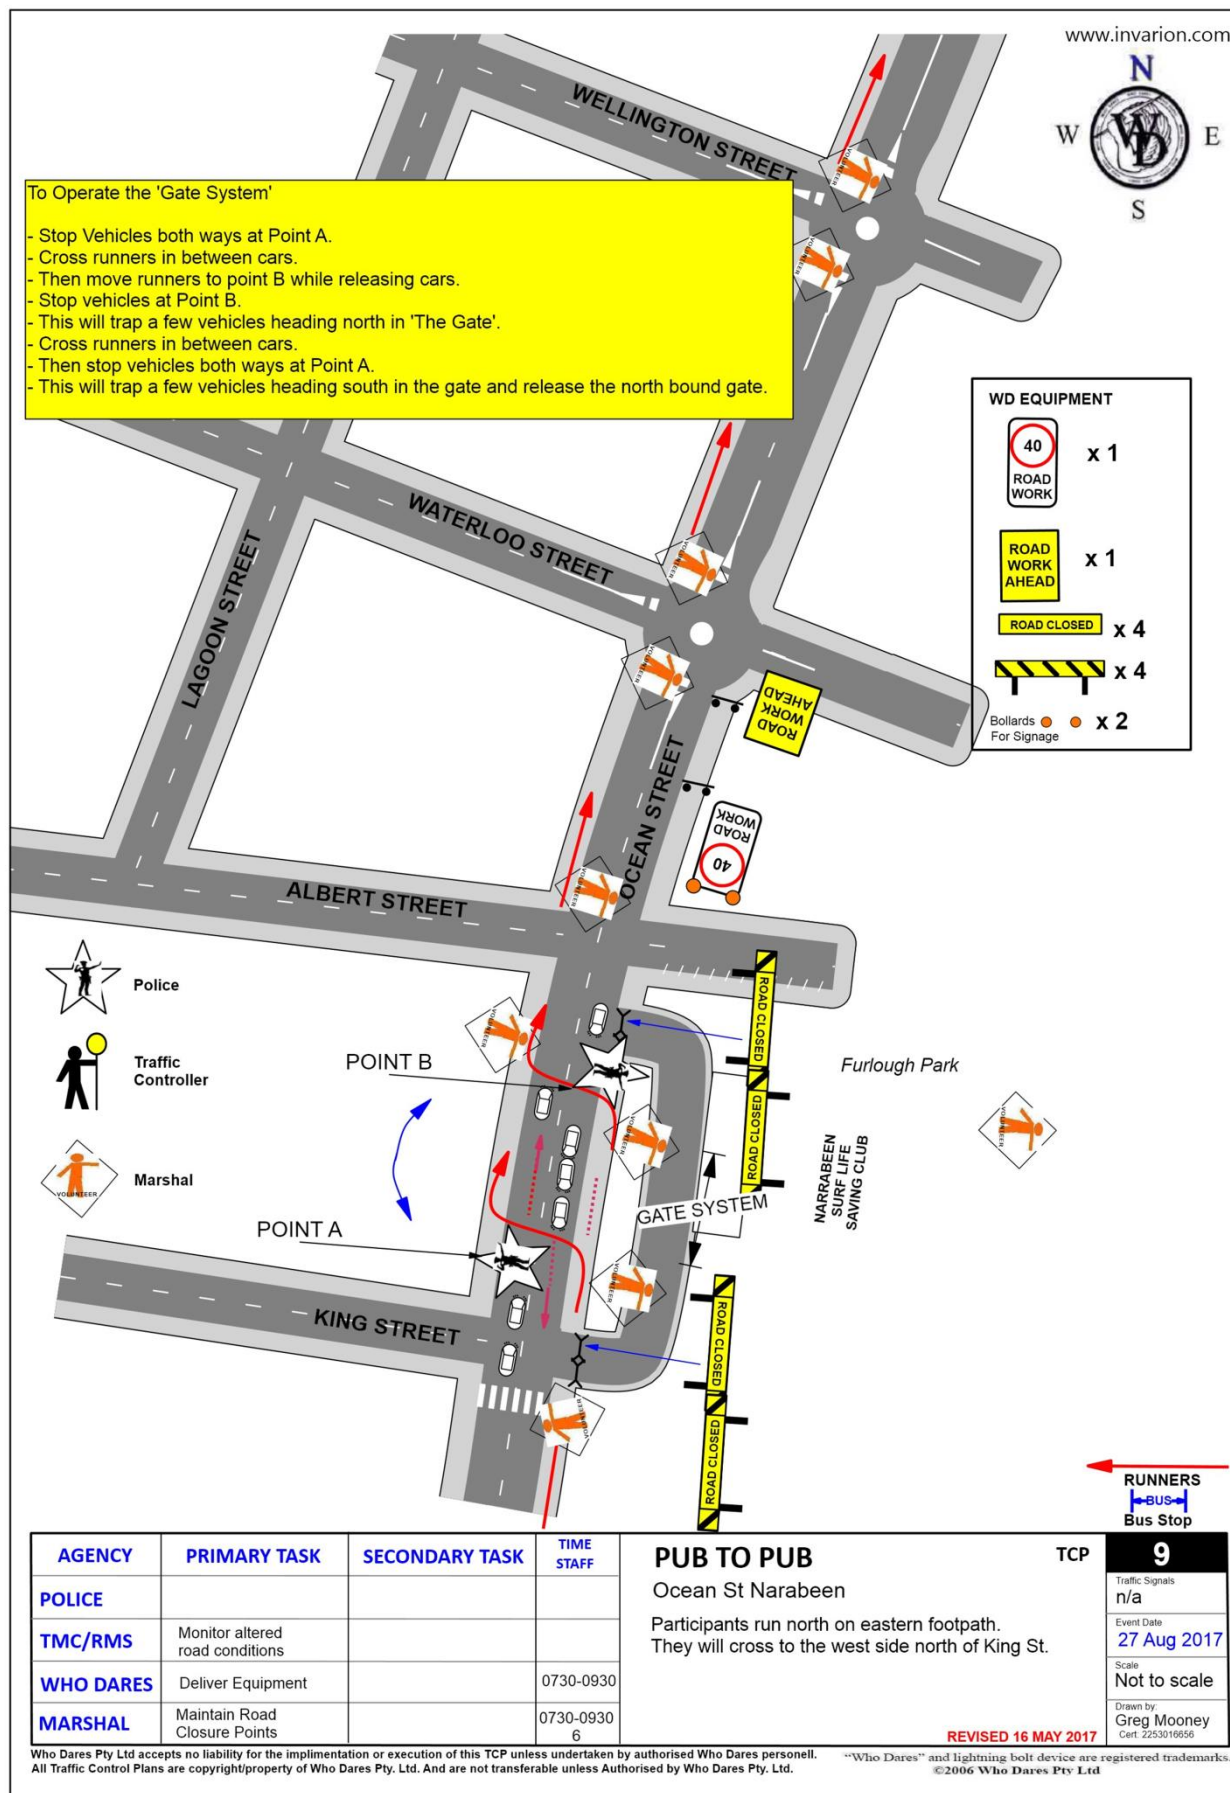 www.invarion.com
N
W
E
S
WD
WELLINGTON STREET
To Operate the 'Gate System'
- Stop Vehicles both ways at Point A.
- Cross runners in between cars.
- Then move runners to point B while releasing cars.
- Stop vehicles at Point B.
- This will trap a few vehicles heading north in 'The Gate'.
- Cross runners in between cars.
- Then stop vehicles both ways at Point A.
- This will trap a few vehicles heading south in the gate and release the north bound gate.
VOLUNTEER
VOLUNTEER
WD EQUIPMENT
40
ROAD
WORK
x 1
ROAD
WORK
AHEAD
x 1
ROAD CLOSED
x 4
x 4
Bollards
For Signage
x 2
WATERLOO STREET
LAGOON STREET
VOLUNTEER
VOLUNTEER
ROAD
WORK
AHEAD
OCEAN STREET
ROAD
WORK
40
ALBERT STREET
VOLUNTEER
Police
Traffic
Controller
VOLUNTEER
Marshal
VOLUNTEER
POINT B
ROAD CLOSED
ROAD CLOSED
Furlough Park
VOLUNTEER
VOLUNTEER
NARRABEEN
SURF LIFE
SAVING CLUB
GATE SYSTEM
POINT A
VOLUNTEER
KING STREET
ROAD CLOSED
ROAD CLOSED
VOLUNTEER
RUNNERS
BUS
Bus Stop
AGENCY
PRIMARY TASK
SECONDARY TASK
TIME
STAFF
POLICE
TMC/RMS
Monitor altered
road conditions
WHO DARES
Deliver Equipment
0730-0930
MARSHAL
Maintain Road
Closure Points
0730-0930
6
PUB TO PUB
TCP
9
Ocean St Narabeen
Participants run north on eastern footpath.
They will cross to the west side north of King St.
REVISED 16 MAY 2017
Traffic Signals
n/a
Event Date
27 Aug 2017
Scale
Not to scale
Drawn by:
Greg Mooney
Cert: 2253016656
Who Dares Pty Ltd accepts no liability for the implimentation or execution of this TCP unless undertaken by authorised Who Dares personell.
All Traffic Control Plans are copyright/property of Who Dares Pty. Ltd. And are not transferable unless Authorised by Who Dares Pty. Ltd.
“Who Dares” and lightning bolt device are registered trademarks.
©2006 Who Dares Pty Ltd